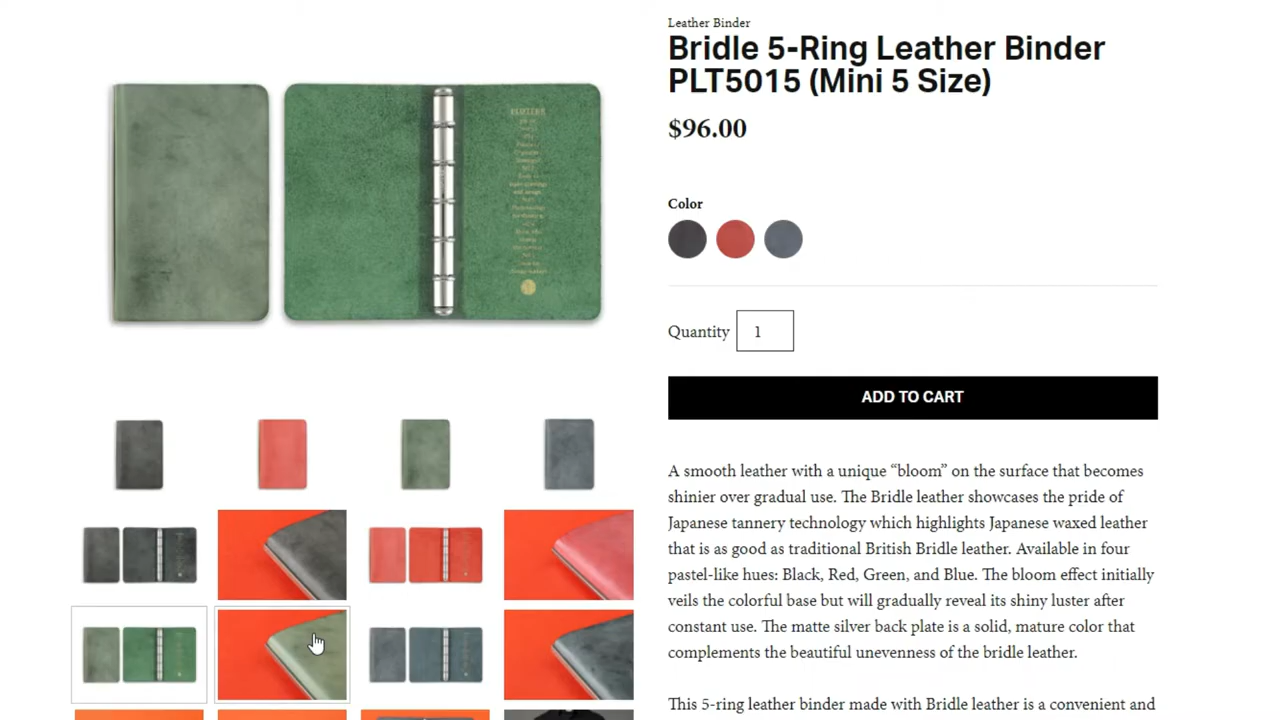 Leather Binder
Bridle 5-Ring Leather Binder
PLT5015 (Mini 5 Size)
$96.00
Color
Quantity 1
ADD TO CART
A smooth leather with a unique “bloom” on the surface that becomes
shinier over gradual use. The Bridle leather showcases the pride of
Japanese tannery technology which highlights Japanese waxed leather
that is as good as traditional British Bridle leather. Available in four
pastel-like hues: Black, Red, Green, and Blue. The bloom effect initially
veils the colorful base but will gradually reveal its shiny luster after
constant use. The matte silver back plate is a solid, mature color that
complements the beautiful unevenness of the bridle leather.
This 5-ring leather binder made with Bridle leather is a convenient and